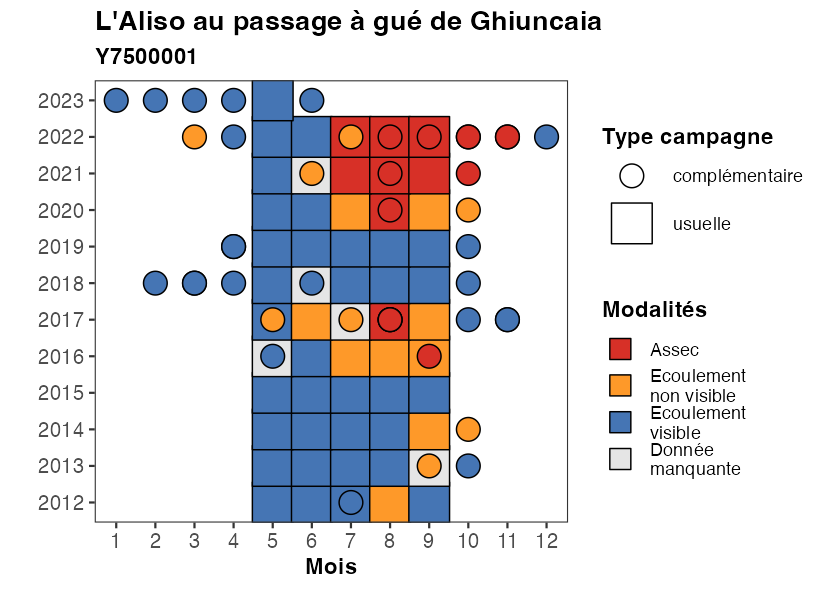 L'Aliso au passage à gué de Ghiuncaia
Y7500001
2023
2022
2021
2020
2019
2018
2017
2016
2015
2014
2013
2012
1 2 3 4 5 6 7 8 9 10 11 12
Mois
Type campagne
complémentaire
usuelle
Modalités
Assec
Ecoulement
non visible
Ecoulement
visible
Donnée
manquante